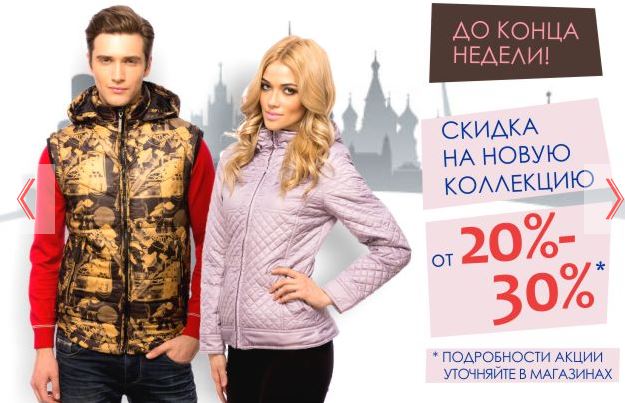 ДО КОНЦА
НЕДЕЛИ!
СКИДКА
НА НОВУЮ
КОЛЛЕКЦИЮ
ОТ 20%-
30%*
* ПОДРОБНОСТИ АКЦИИ
УТОЧНЯЙТЕ В МАГАЗИНАХ